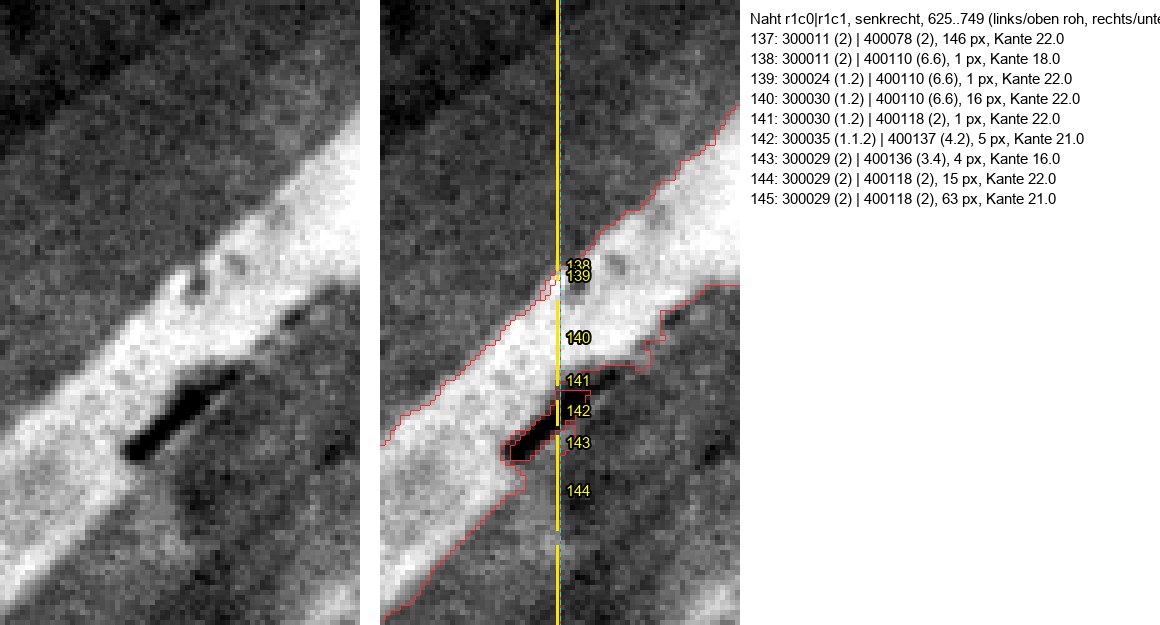 Naht r1c0|r1c1, senkrecht, 625..749 (links/oben roh, rechts/unte
137: 300011 (2) | 400078 (2), 146 px, Kante 22.0
138: 300011 (2) | 400110 (6.6), 1 px, Kante 18.0
139: 300024 (1.2) | 400110 (6.6), 1 px, Kante 22.0
140: 300030 (1.2) | 400110 (6.6), 16 px, Kante 22.0
141: 300030 (1.2) | 400118 (2), 1 px, Kante 22.0
142: 300035 (1.1.2) | 400137 (4.2), 5 px, Kante 21.0
143: 300029 (2) | 400136 (3.4), 4 px, Kante 16.0
144: 300029 (2) | 400118 (2), 15 px, Kante 22.0
145: 300029 (2) | 400118 (2), 63 px, Kante 21.0
138
139
140
141
142
143
144